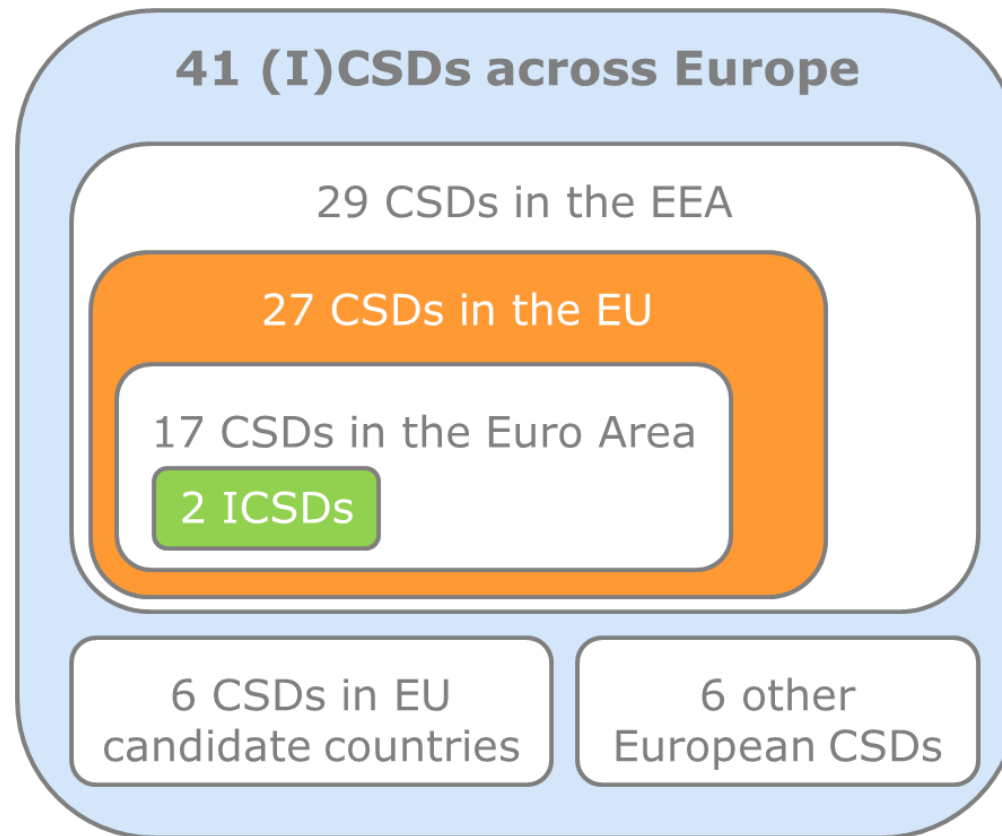 41 (I)CSDs across Europe
29 CSDs in the EEA
27 CSDs in the EU
17 CSDs in the Euro Area
2 ICSDs
6 CSDs in EU
candidate countries
6 other
European CSDs